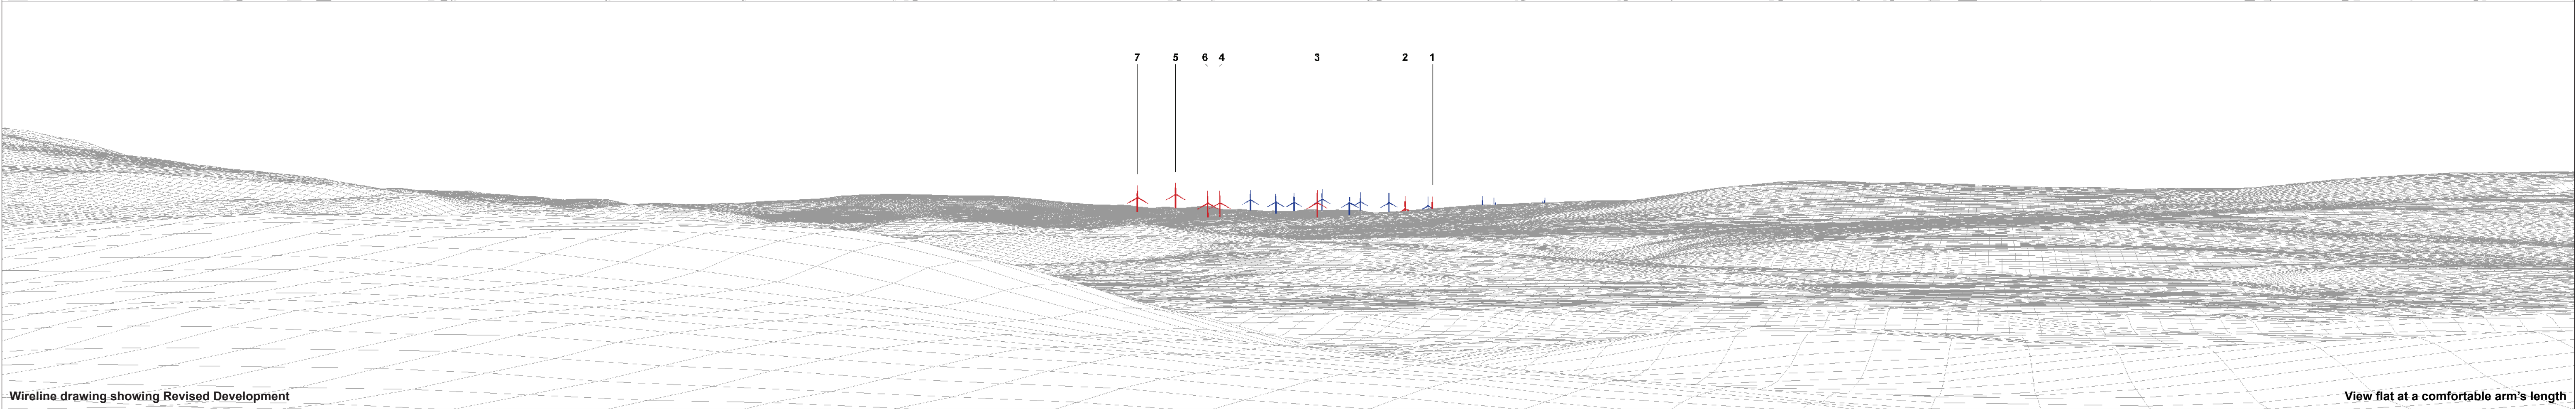 7 5 6 4 3 2 1
Wireline drawing showing Revised Development
View flat at a comfortable arm's length